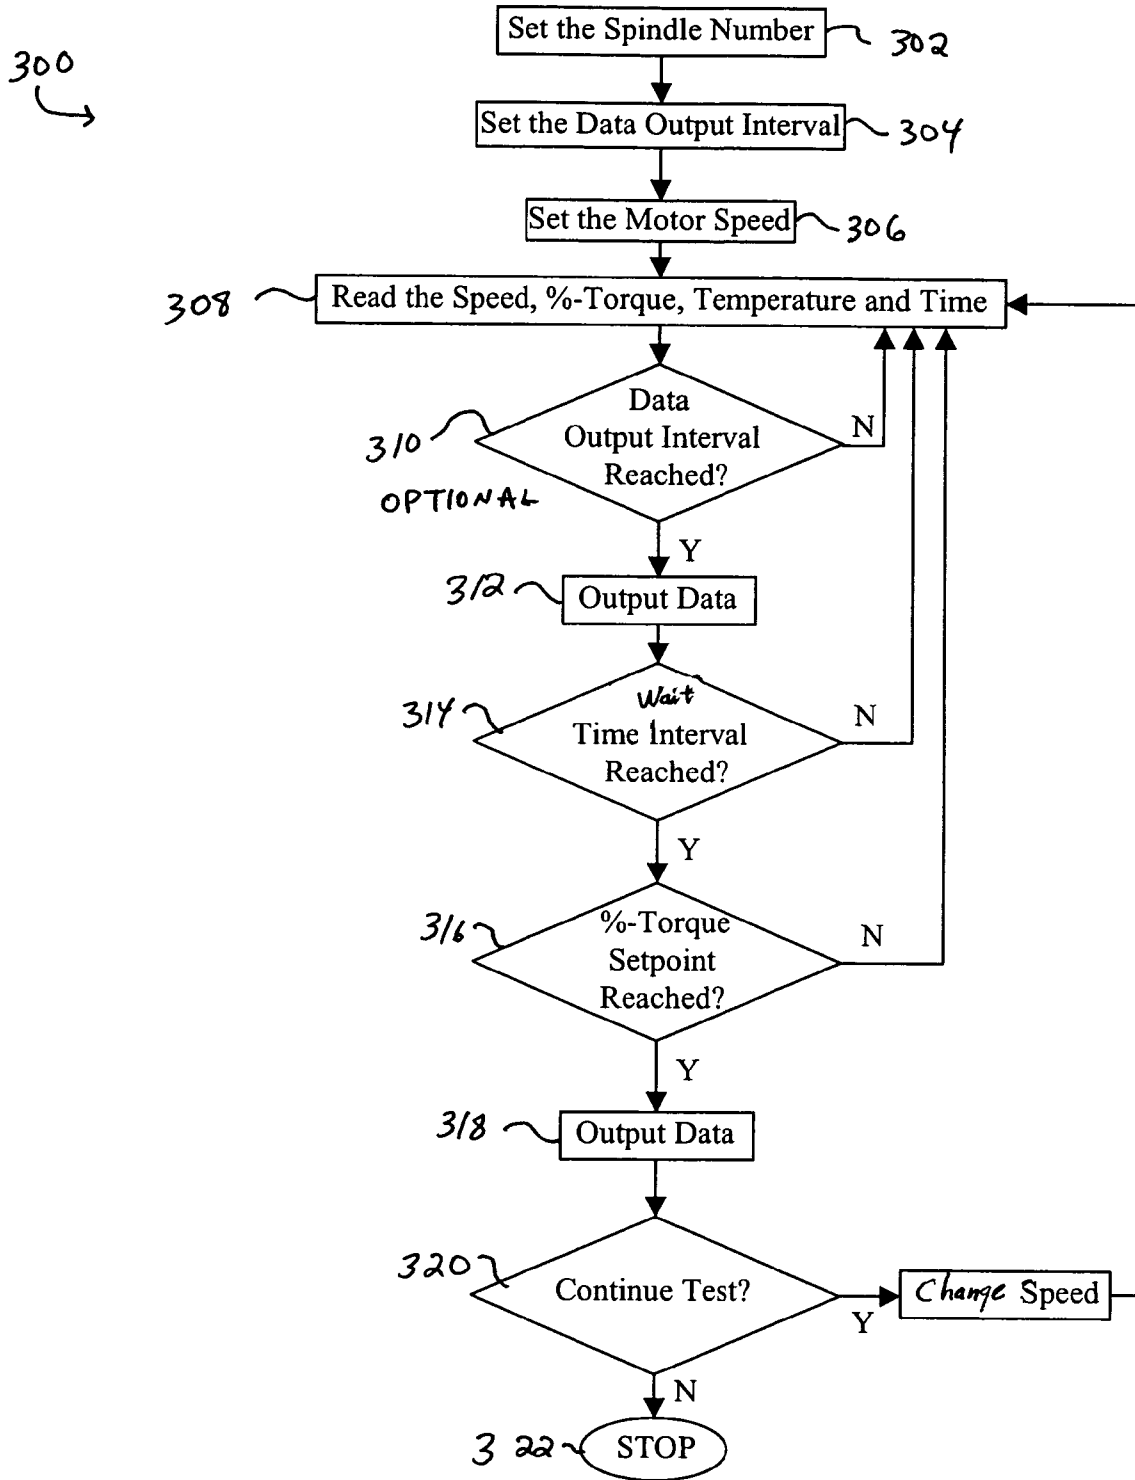 Set the Spindle Number
302
300
Set the Data Output Interval
304
Set the Motor Speed
306
308
Read the Speed, %-Torque, Temperature and Time
310
OPTIONAL
Data
Output Interval
Reached?
N
Y
312
Output Data
314
Wait
Time Interval
Reached?
N
Y
316
%-Torque
Setpoint
Reached?
N
Y
318
Output Data
320
Continue Test?
Y
Change Speed
N
322
STOP